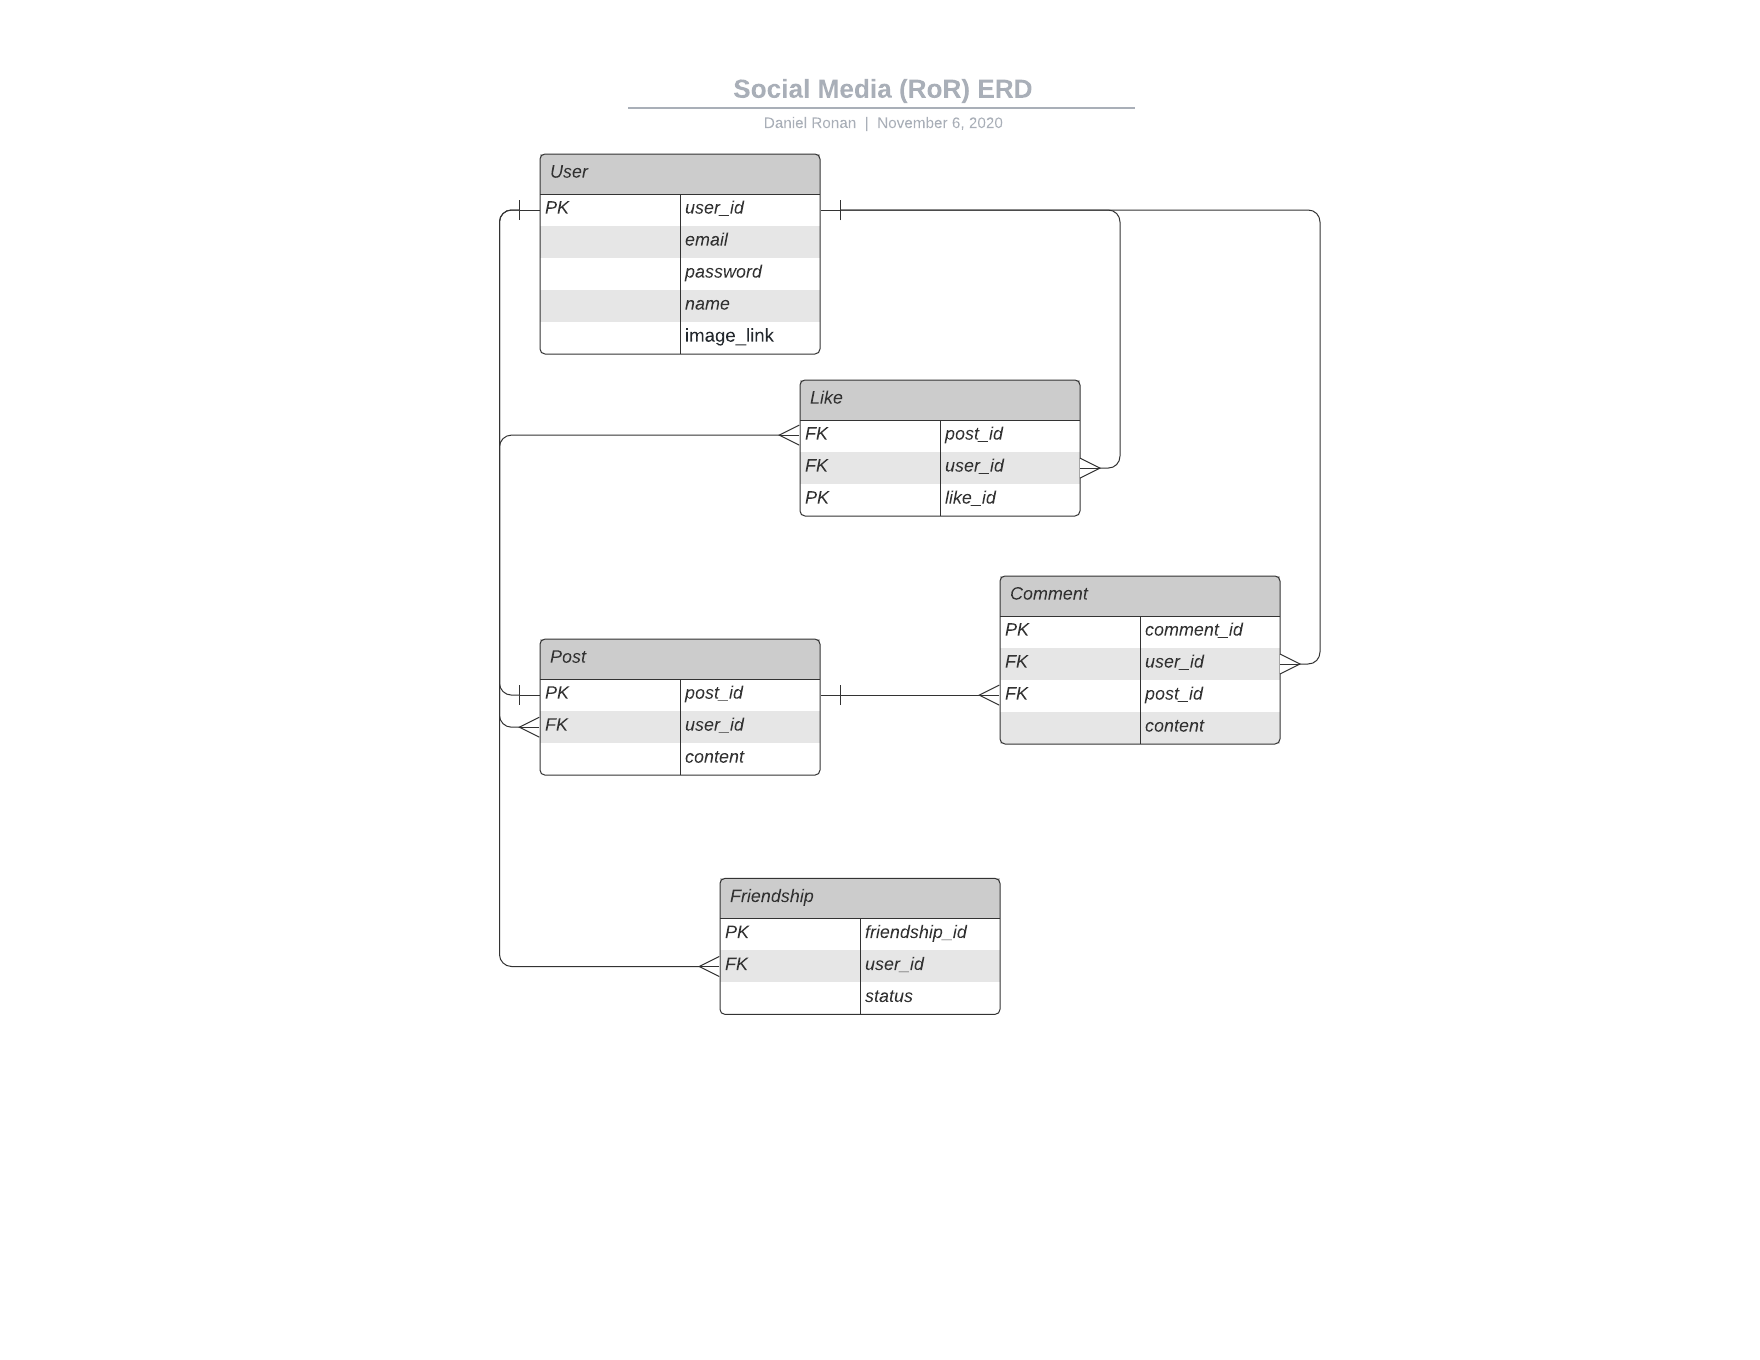 Social Media (RoR) ERD
Daniel Ronan | November 6, 2020
User
PK user_id
email
password
name
image_link
Like
FK post_id
FK user_id
PK like_id
Comment
PK comment_id
FK user_id
FK post_id
content
Post
PK post_id
FK user_id
content
Friendship
PK friendship_id
FK user_id
status